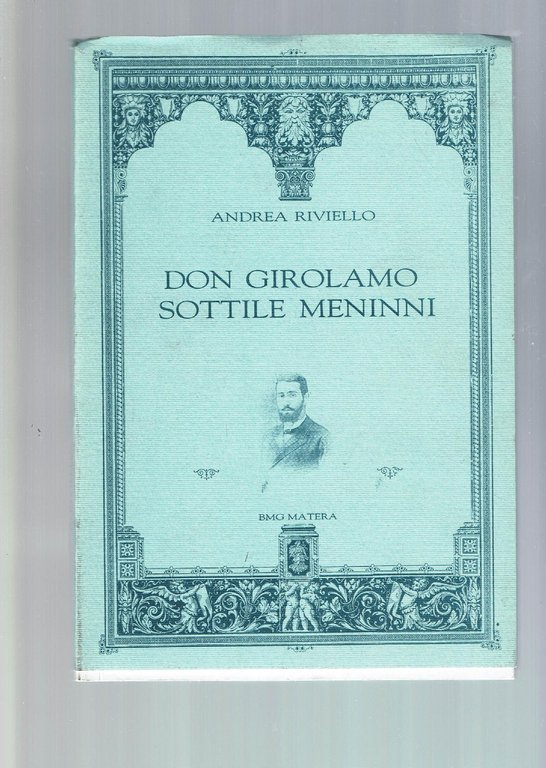 ANDREA RIVIELLO
DON GIROLAMO
SOTTILE MENINNI
BMG MATERA